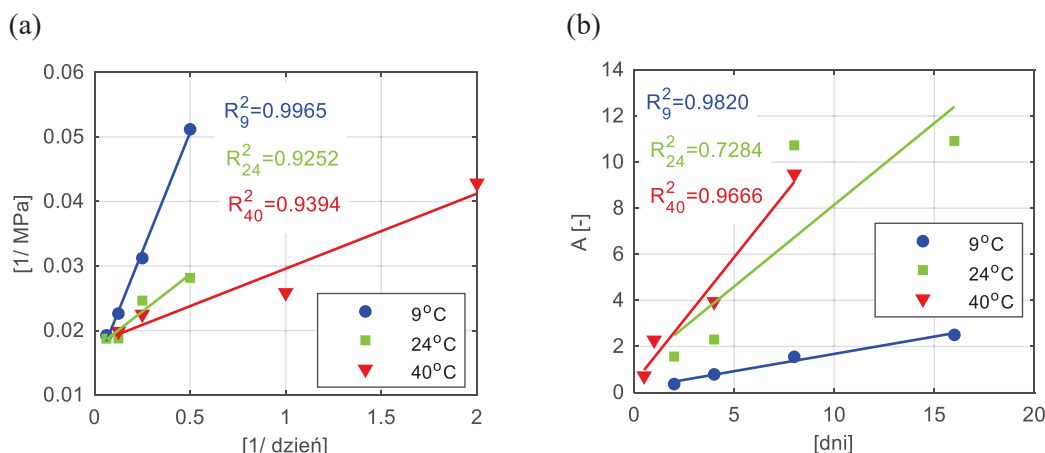 (a)
0.06
0.05
0.04
0.03
0.02
0.01
[1/ MPa]
R²₉=0.9965
R²₂₄=0.9252
R²₄₀=0.9394
9°C
24°C
40°C
0 0.5 1 1.5 2
[1/ dzień]
(b)
14
12
10
8
6
4
2
0
A [-]
R²₉=0.9820
R²₂₄=0.7284
R²₄₀=0.9666
9°C
24°C
40°C
0 5 10 15 20
[dni]